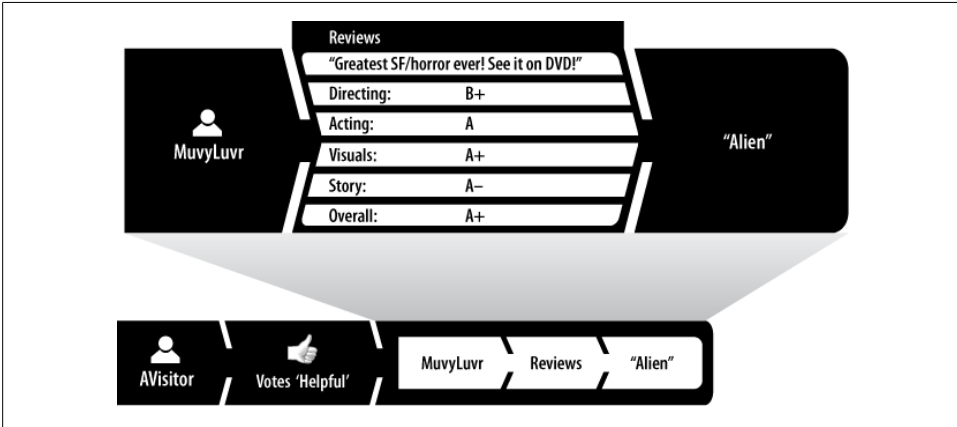 Reviews
“Greatest SF/horror ever! See it on DVD!”
Directing: B+
Acting: A
Visuals: A+
Story: A–
Overall: A+
MuvyLuvr
“Alien”
AVisitor
Votes ‘Helpful’
MuvyLuvr Reviews “Alien”